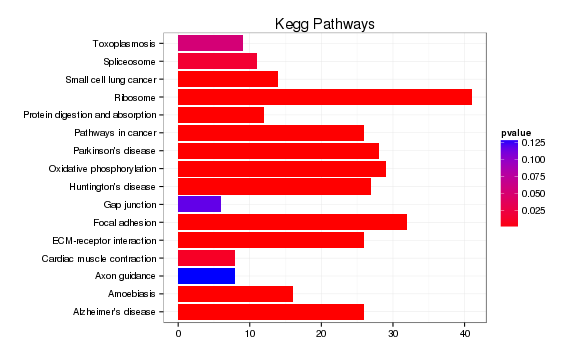 Kegg Pathways
Toxoplasmosis
Spliceosome
Small cell lung cancer
Ribosome
Protein digestion and absorption
Pathways in cancer
Parkinson's disease
Oxidative phosphorylation
Huntington's disease
Gap junction
Focal adhesion
ECM-receptor interaction
Cardiac muscle contraction
Axon guidance
Amoebiasis
Alzheimer's disease
0 10 20 30 40
pvalue
0.125
0.100
0.075
0.050
0.025